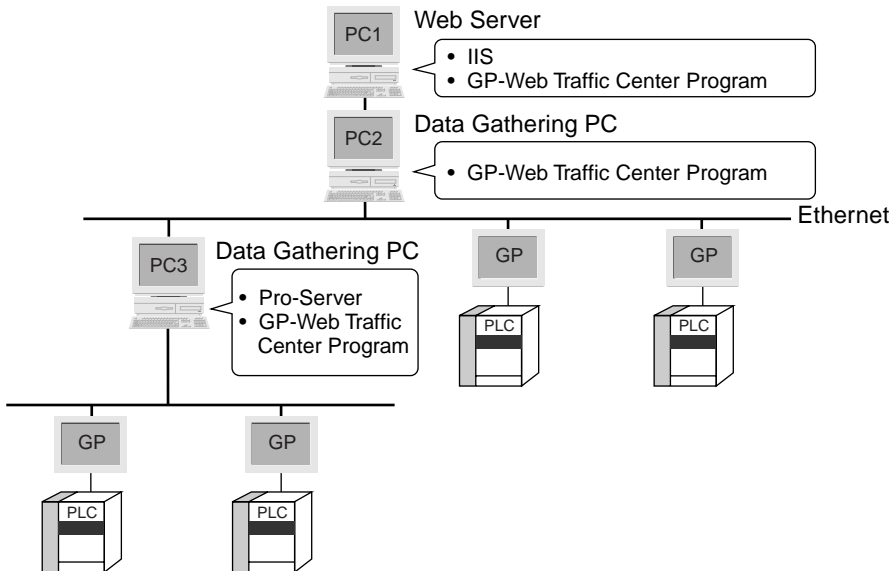 Web Server
PC1
• IIS
• GP-Web Traffic Center Program
Data Gathering PC
PC2
• GP-Web Traffic Center Program
Ethernet
Data Gathering PC
PC3
• Pro-Server
• GP-Web Traffic
Center Program
GP
GP
PLC
PLC
GP
GP
PLC
PLC